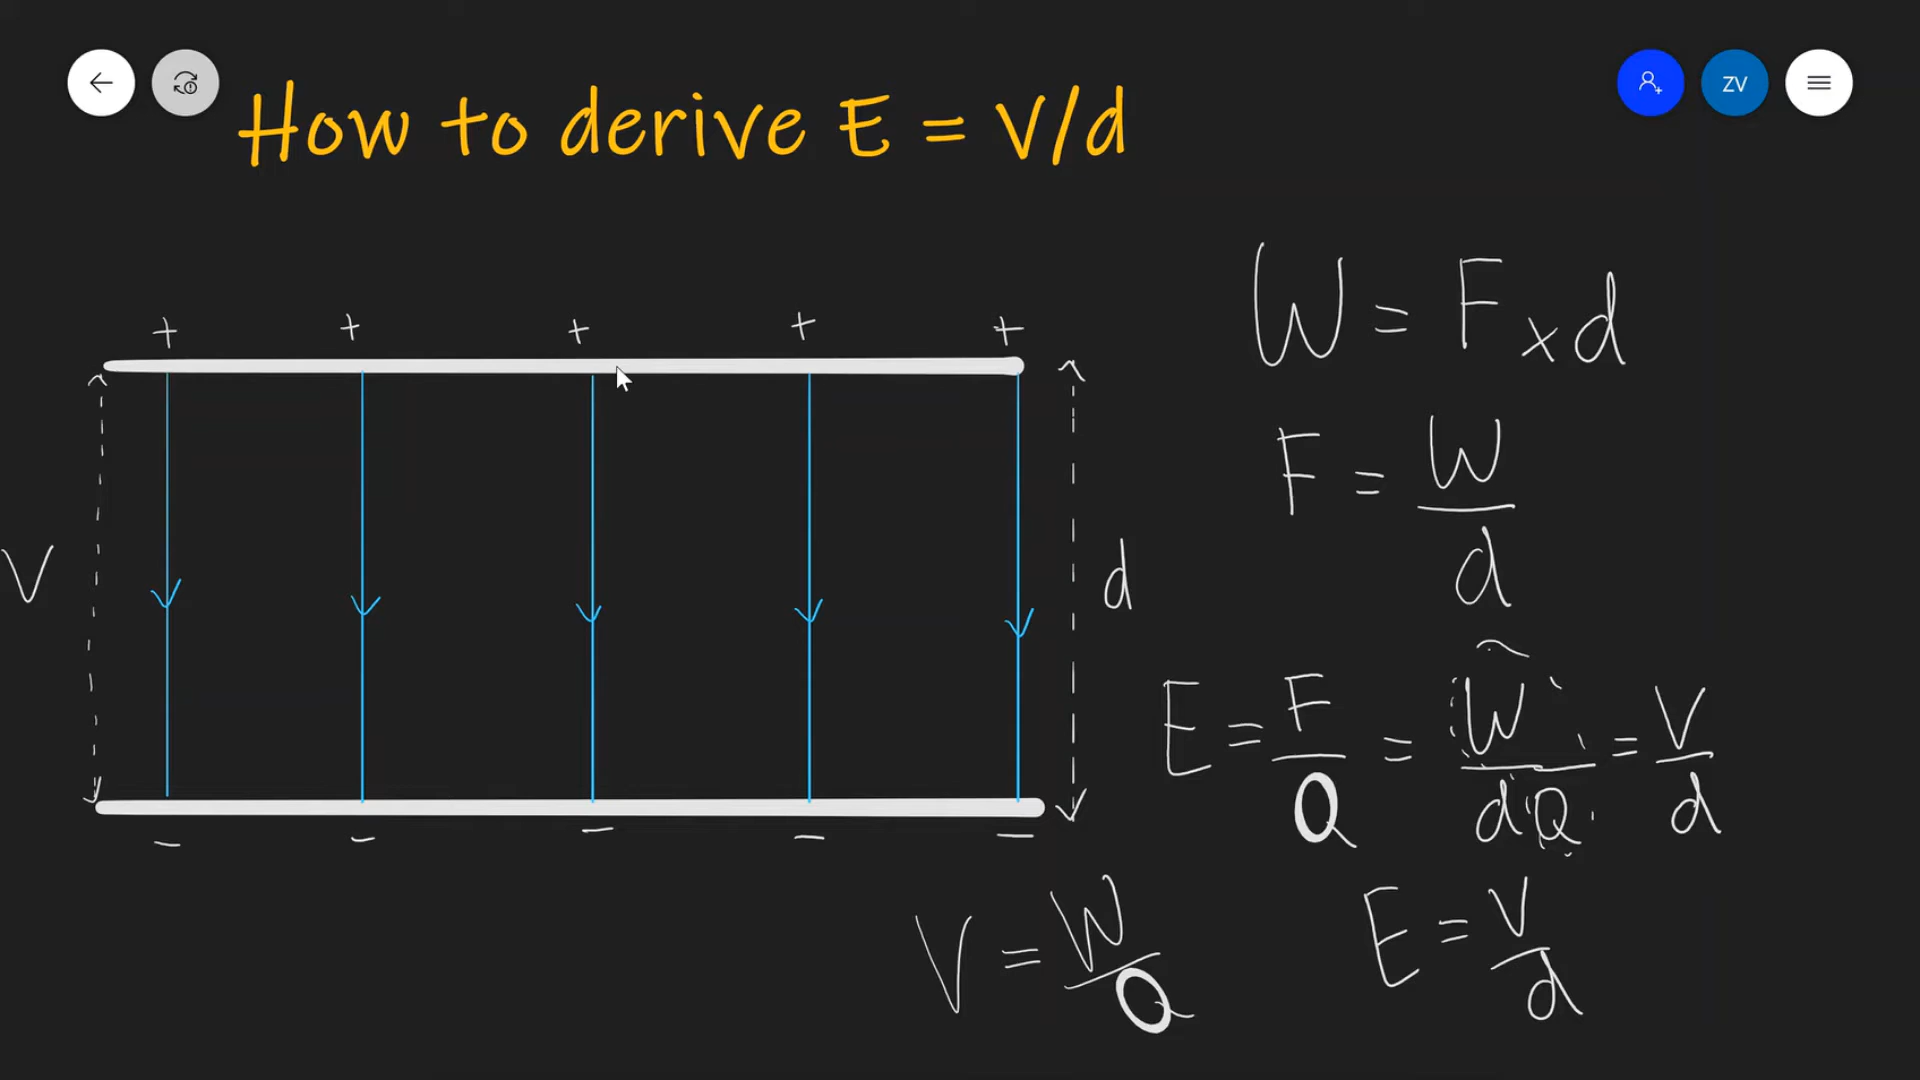 ZV
How to derive E = V/d
+ + + + +
W = F x d
F = W/d
V
d
E = F/Q = W/dQ = V/d
- - - - -
V = W/Q
E = V/d